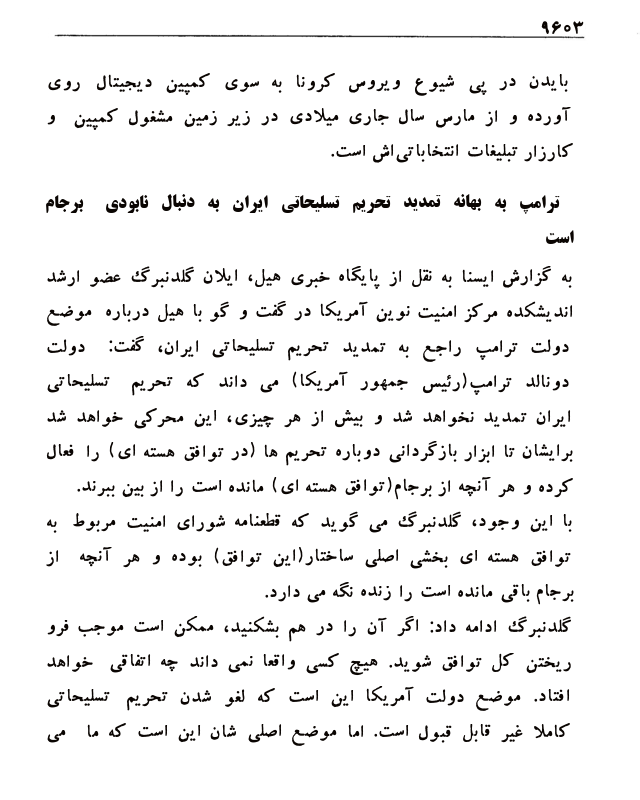 ۹۶۰۳
بایدن در پی شیوع ویروس کرونا به سوی کمپین دیجیتال روی
آورده و از مارس سال جاری میلادی در زیر زمین مشغول کمپین و
کارزار تبلیغات انتخاباتی‌اش است.
ترامپ به بهانه تمدید تحریم تسلیحاتی ایران به دنبال نابودی برجام
است
به گزارش ایسنا به نقل از پایگاه خبری هیل، ایلان گلدنبرگ عضو ارشد
اندیشکده مرکز امنیت نوین آمریکا در گفت و گو با هیل درباره موضع
دولت ترامپ راجع به تمدید تحریم تسلیحاتی ایران، گفت: دولت
دونالد ترامپ(رئیس جمهور آمریکا) می داند که تحریم تسلیحاتی
ایران تمدید نخواهد شد و بیش از هر چیزی، این محرکی خواهد شد
برایشان تا ابزار بازگردانی دوباره تحریم ها (در توافق هسته ای) را فعال
کرده و هر آنچه از برجام(توافق هسته ای) مانده است را از بین ببرند.
با این وجود، گلدنبرگ می گوید که قطعنامه شورای امنیت مربوط به
توافق هسته ای بخشی اصلی ساختار(این توافق) بوده و هر آنچه از
برجام باقی مانده است را زنده نگه می دارد.
گلدنبرگ ادامه داد: اگر آن را در هم بشکنید، ممکن است موجب فرو
ریختن کل توافق شوید. هیچ کسی واقعا نمی داند چه اتفاقی خواهد
افتاد. موضع دولت آمریکا این است که لغو شدن تحریم تسلیحاتی
کاملا غیر قابل قبول است. اما موضع اصلی شان این است که ما می